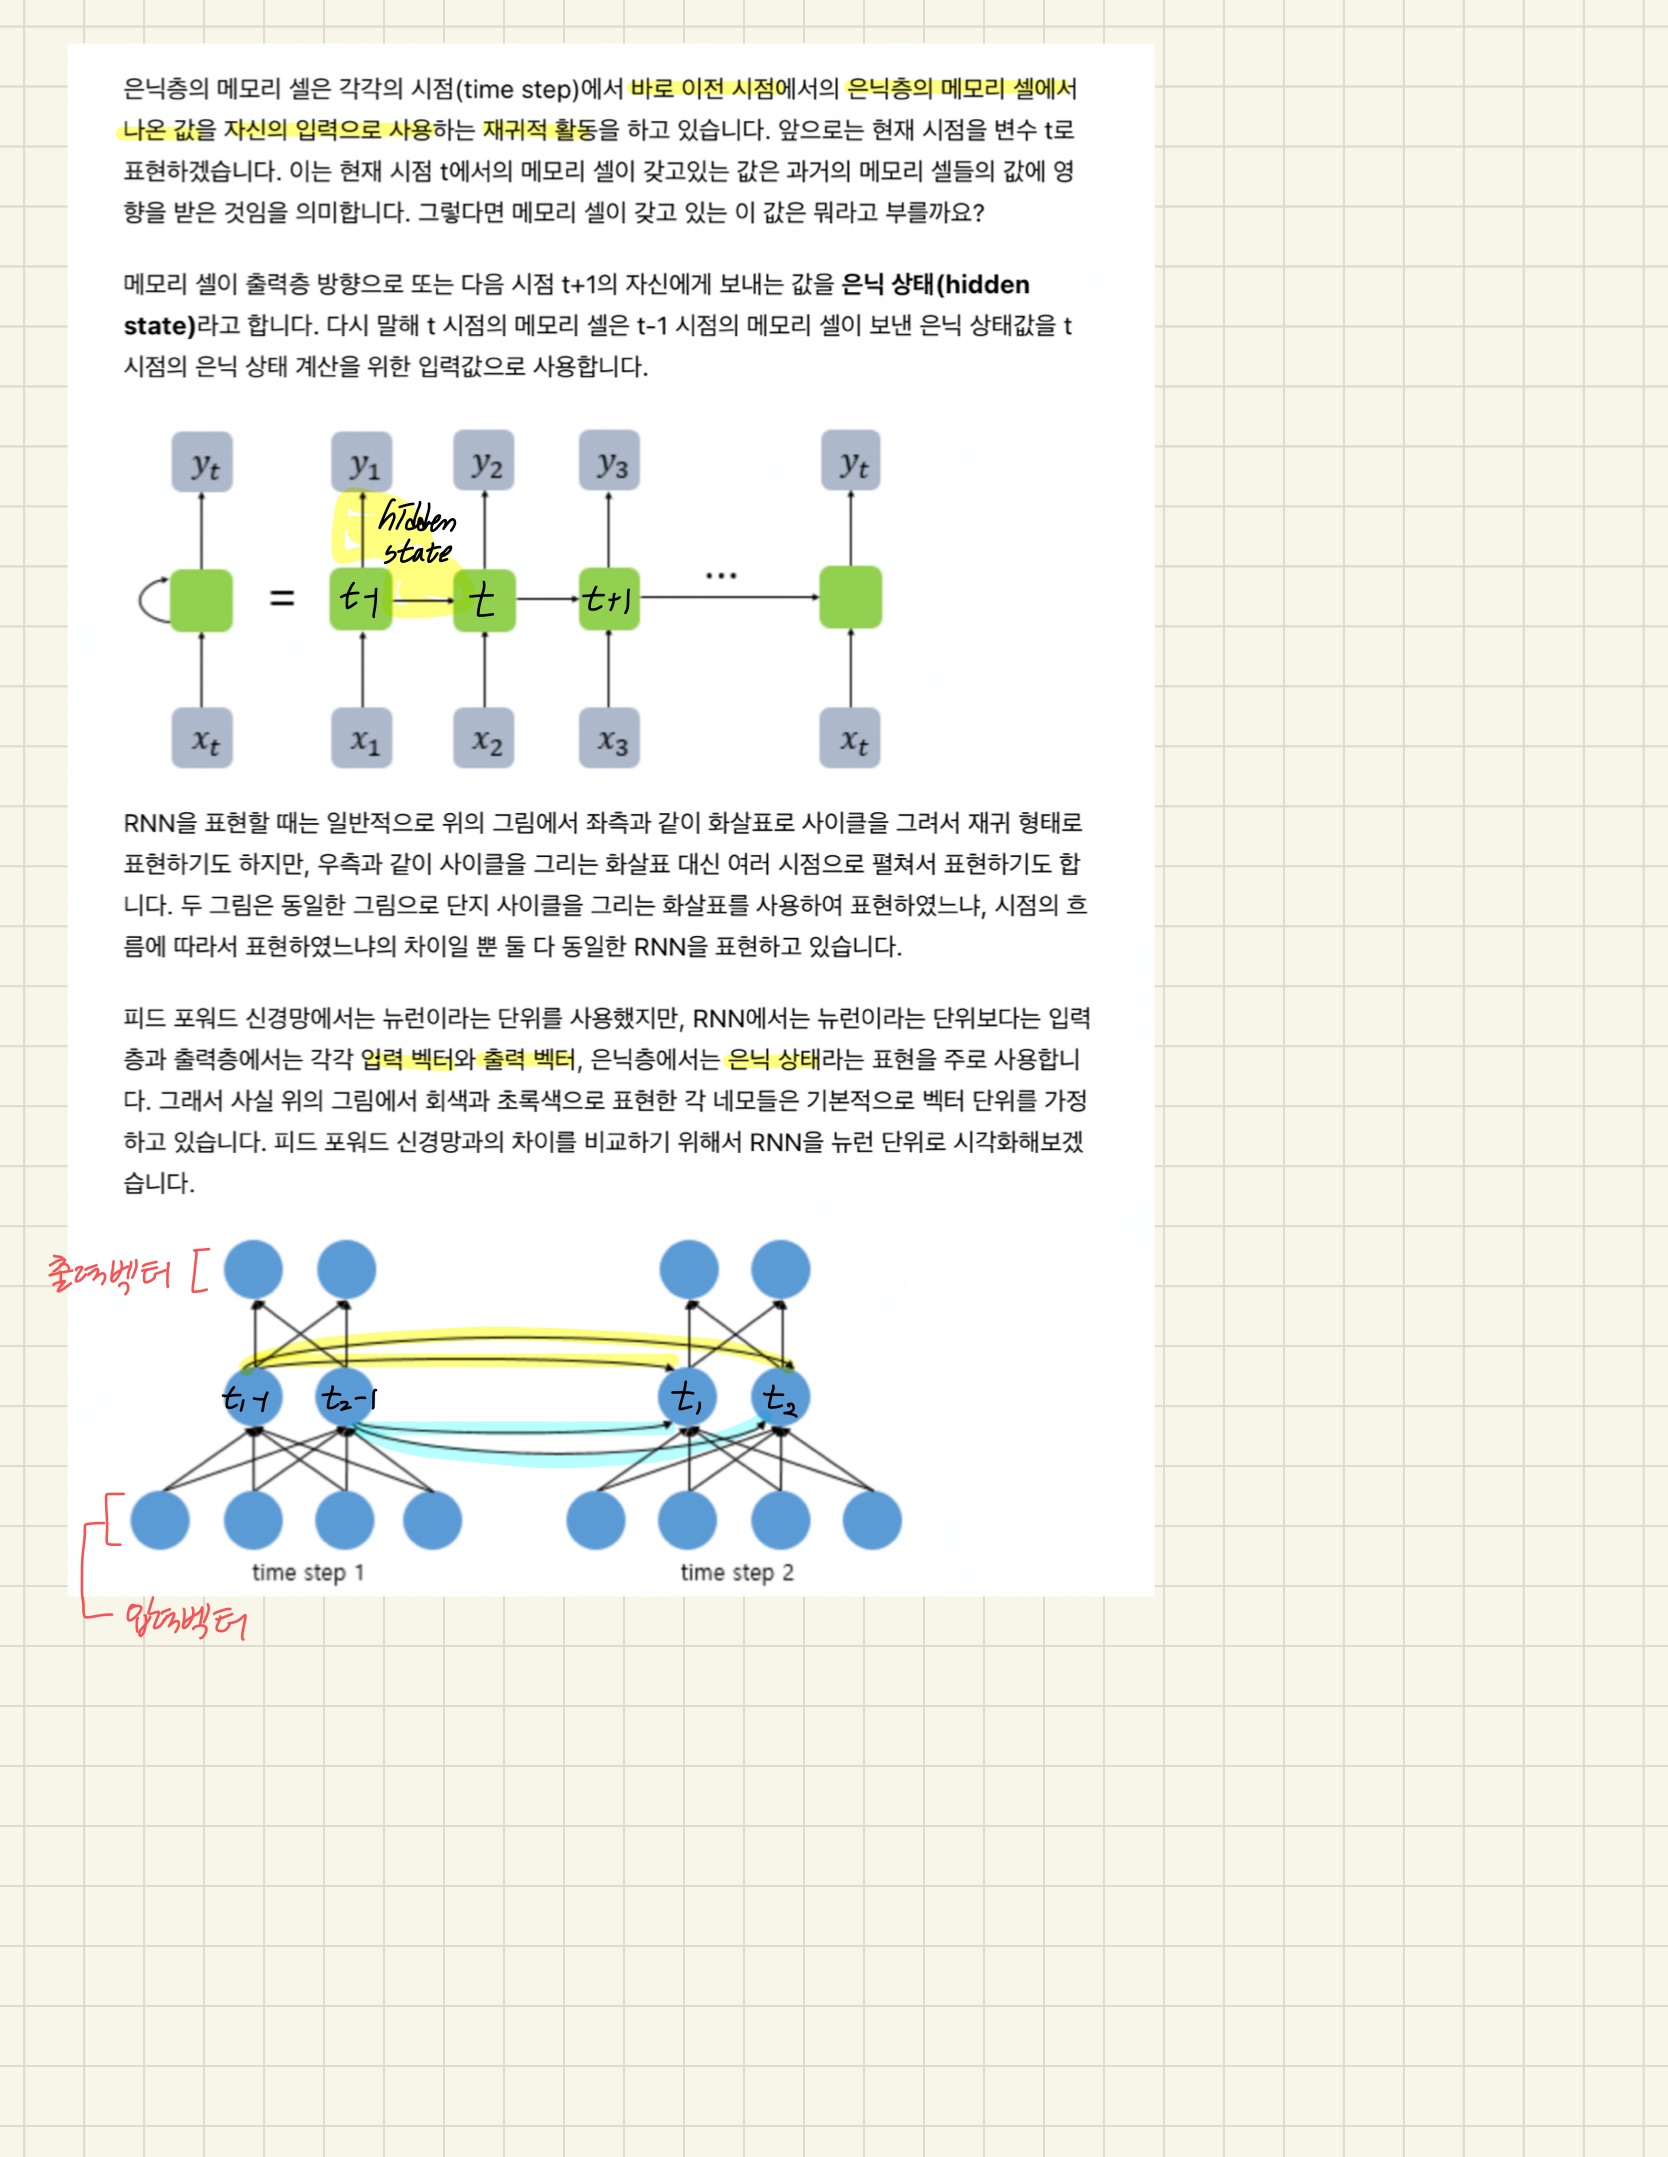 은닉층의 메모리 셀은 각각의 시점(time step)에서 바로 이전 시점에서의 은닉층의 메모리 셀에서
나온 값을 자신의 입력으로 사용하는 재귀적 활동을 하고 있습니다. 앞으로는 현재 시점을 변수 t로
표현하겠습니다. 이는 현재 시점 t에서의 메모리 셀이 갖고있는 값은 과거의 메모리 셀들의 값에 영
향을 받은 것임을 의미합니다. 그렇다면 메모리 셀이 갖고 있는 이 값은 뭐라고 부를까요?
메모리 셀이 출력층 방향으로 또는 다음 시점 t+1의 자신에게 보내는 값을 은닉 상태(hidden
state)라고 합니다. 다시 말해 t 시점의 메모리 셀은 t-1 시점의 메모리 셀이 보낸 은닉 상태값을 t
시점의 은닉 상태 계산을 위한 입력값으로 사용합니다.
yt y1 y2 y3 yt
hidden
state
= t-1 t t+1 ...
xt x1 x2 x3 xt
RNN을 표현할 때는 일반적으로 위의 그림에서 좌측과 같이 화살표로 사이클을 그려서 재귀 형태로
표현하기도 하지만, 우측과 같이 사이클을 그리는 화살표 대신 여러 시점으로 펼쳐서 표현하기도 합
니다. 두 그림은 동일한 그림으로 단지 사이클을 그리는 화살표를 사용하여 표현하였느냐, 시점의 흐
름에 따라서 표현하였느냐의 차이일 뿐 둘 다 동일한 RNN을 표현하고 있습니다.
피드 포워드 신경망에서는 뉴런이라는 단위를 사용했지만, RNN에서는 뉴런이라는 단위보다는 입력
층과 출력층에서는 각각 입력 벡터와 출력 벡터, 은닉층에서는 은닉 상태라는 표현을 주로 사용합니
다. 그래서 사실 위의 그림에서 회색과 초록색으로 표현한 각 네모들은 기본적으로 벡터 단위를 가정
하고 있습니다. 피드 포워드 신경망과의 차이를 비교하기 위해서 RNN을 뉴런 단위로 시각화해보겠
습니다.
출력벡터
t1-1 t2-1 t1 t2
time step 1 time step 2
입력벡터